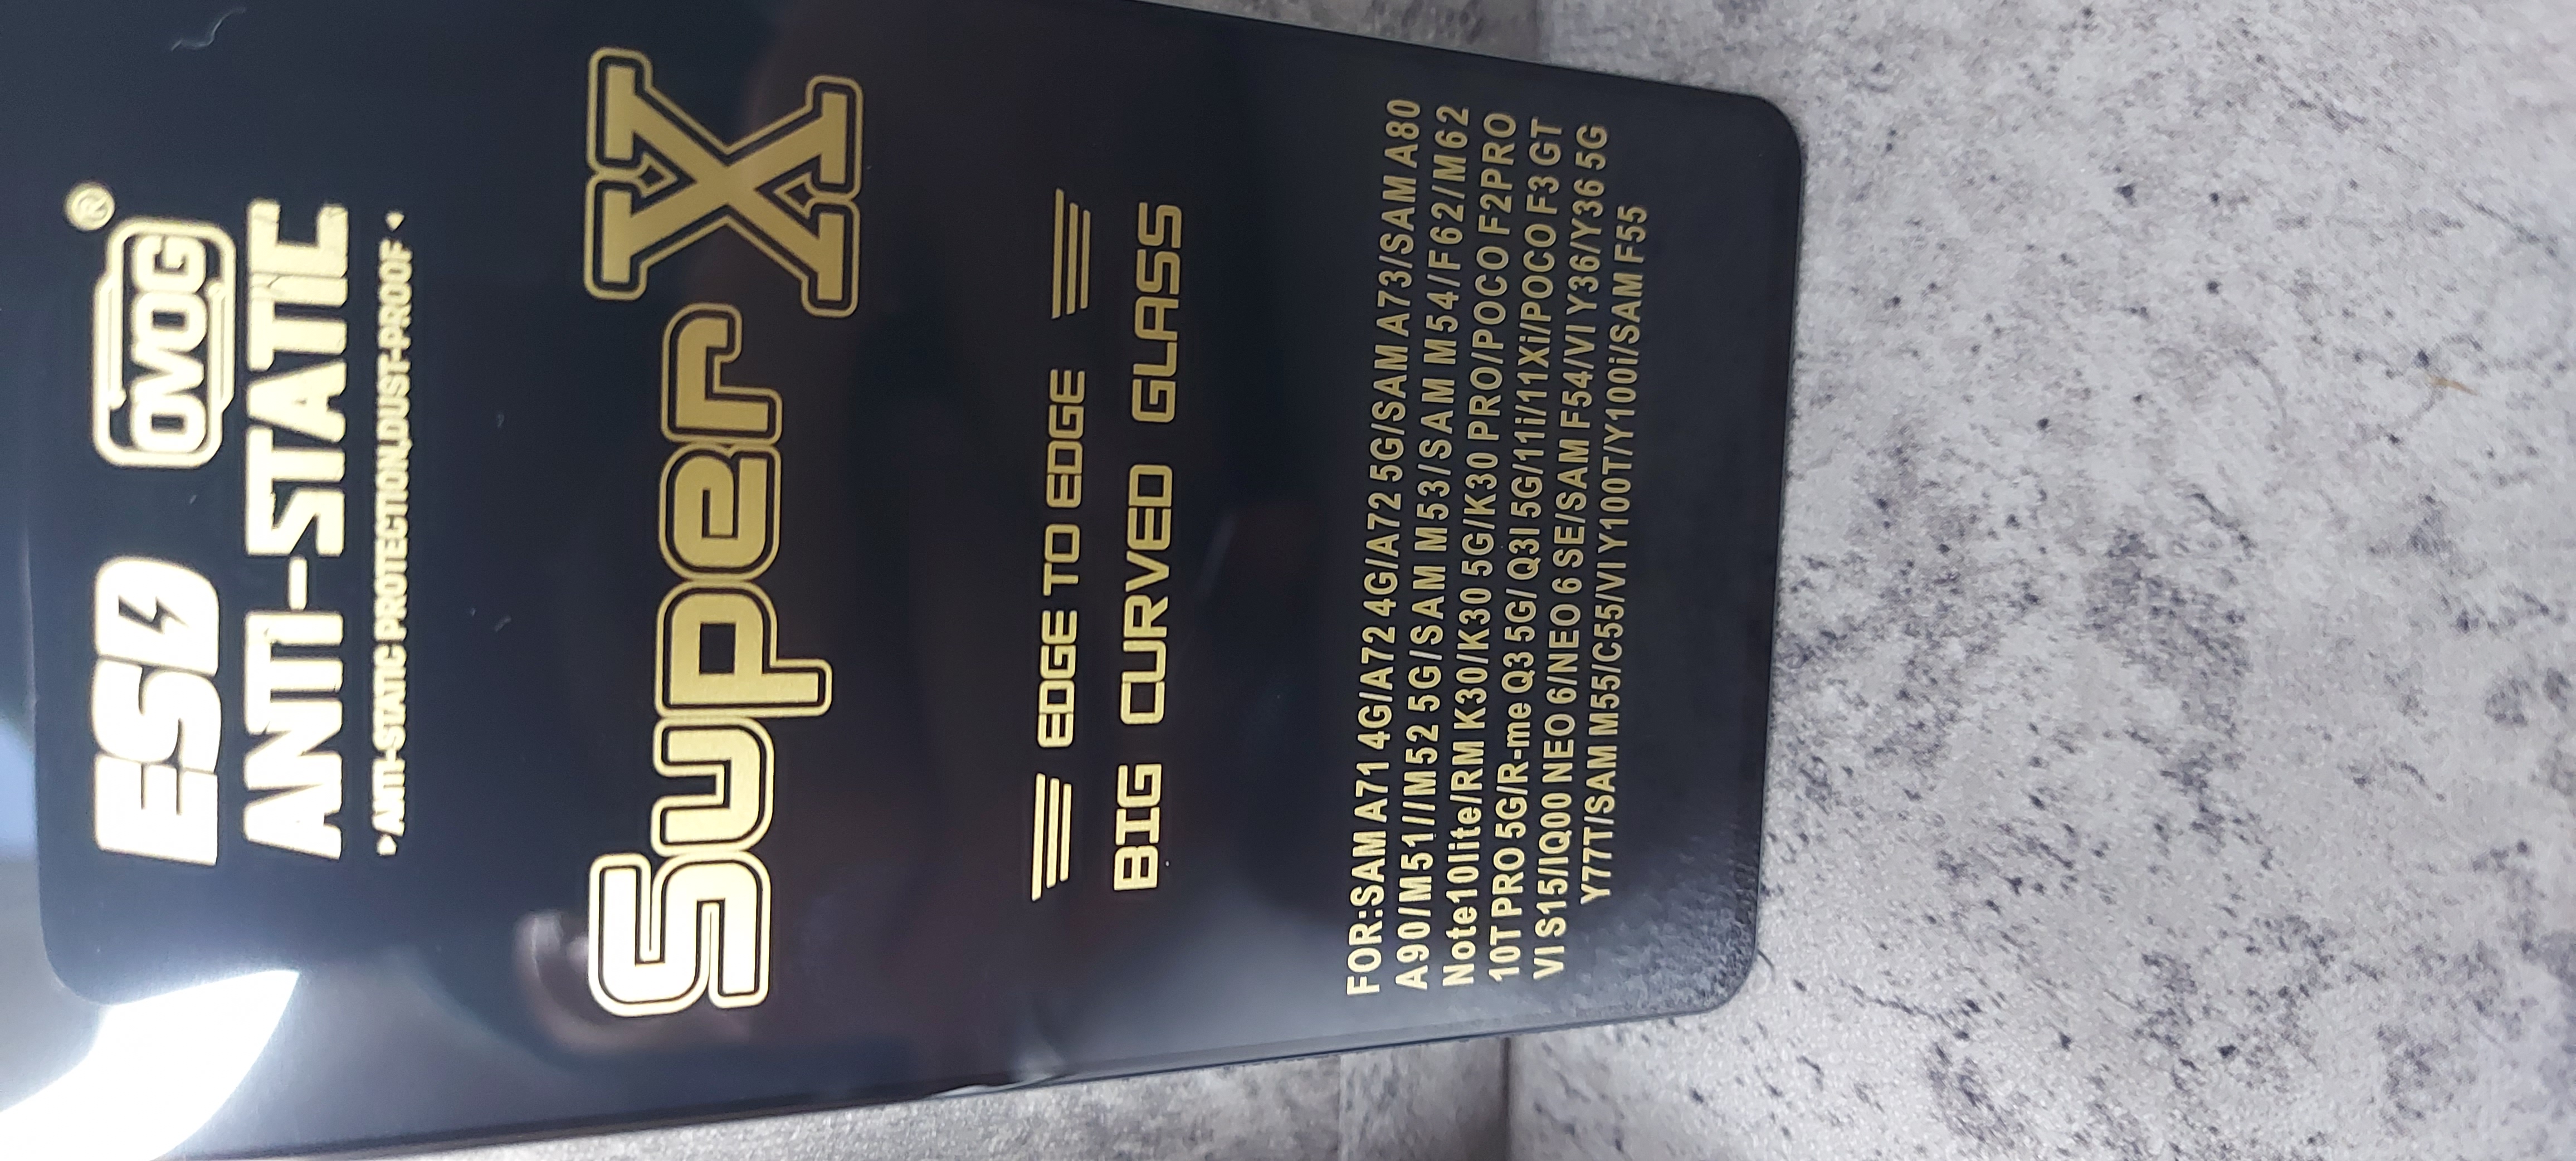 ESD OVOG®
ANTI-STATIC
ANTI-STATIC PROTECTION,DUST-PROOF
Super X
EDGE TO EDGE
BIG CURVED GLASS
FOR:SAM A71 4G/A72 4G/A72 5G/SAM A73/SAM A80
A90/M51///M52 5G/SAM M53//SAM M54/F62//M62
Note10lite/RM K30/K30 5G/K30 PRO/POCO F2PRO
10T PRO 5G/R-me Q3 5G/ Q3I 5G/11i/11Xi/POCO F3 GT
VI S15/IQ00 NEO 6/NEO 6 SE/SAM F54/VI Y36/Y36 5G
Y77T/SAM M55/C55/VI Y100T/Y100i/SAM F55